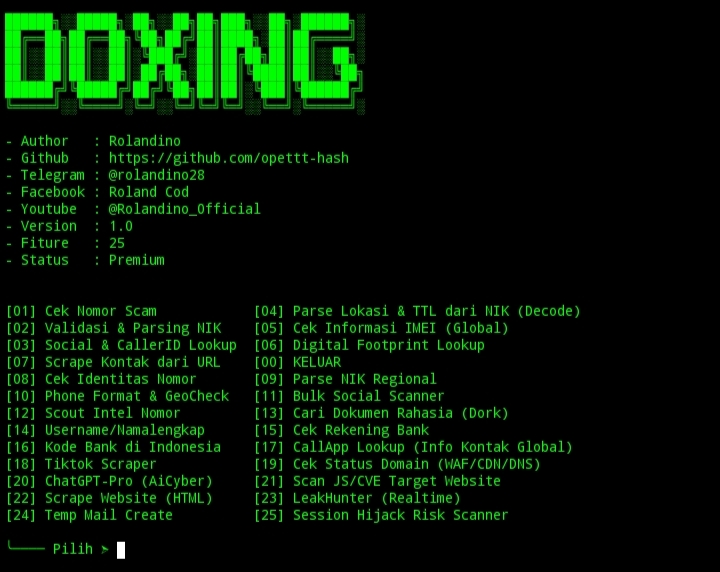 DOXING
- Author : Rolandino
- Github : https://github.com/opettt-hash
- Telegram : @rolandino28
- Facebook : Roland Cod
- Youtube : @Rolandino_0fficial
- Version : 1.0
- Fiture : 25
- Status : Premium
[01] Cek Nomor Scam [04] Parse Lokasi & TTL dari NIK (Decode)
[02] Validasi & Parsing NIK [05] Cek Informasi IMEI (Global)
[03] Social & CallerID Lookup [06] Digital Footprint Lookup
[07] Scrape Kontak dari URL [00] KELUAR
[08] Cek Identitas Nomor [09] Parse NIK Regional
[10] Phone Format & GeoCheck [11] Bulk Social Scanner
[12] Scout Intel Nomor [13] Cari Dokumen Rahasia (Dork)
[14] Username/Namalengkap [15] Cek Rekening Bank
[16] Kode Bank di Indonesia [17] CallApp Lookup (Info Kontak Global)
[18] Tiktok Scraper [19] Cek Status Domain (WAF/CDN/DNS)
[20] ChatGPT-Pro (AiCyber) [21] Scan JS/CVE Target Website
[22] Scrape Website (HTML) [23] LeakHunter (Realtime)
[24] Temp Mail Create [25] Session Hijack Risk Scanner
╰──── Pilih ➤